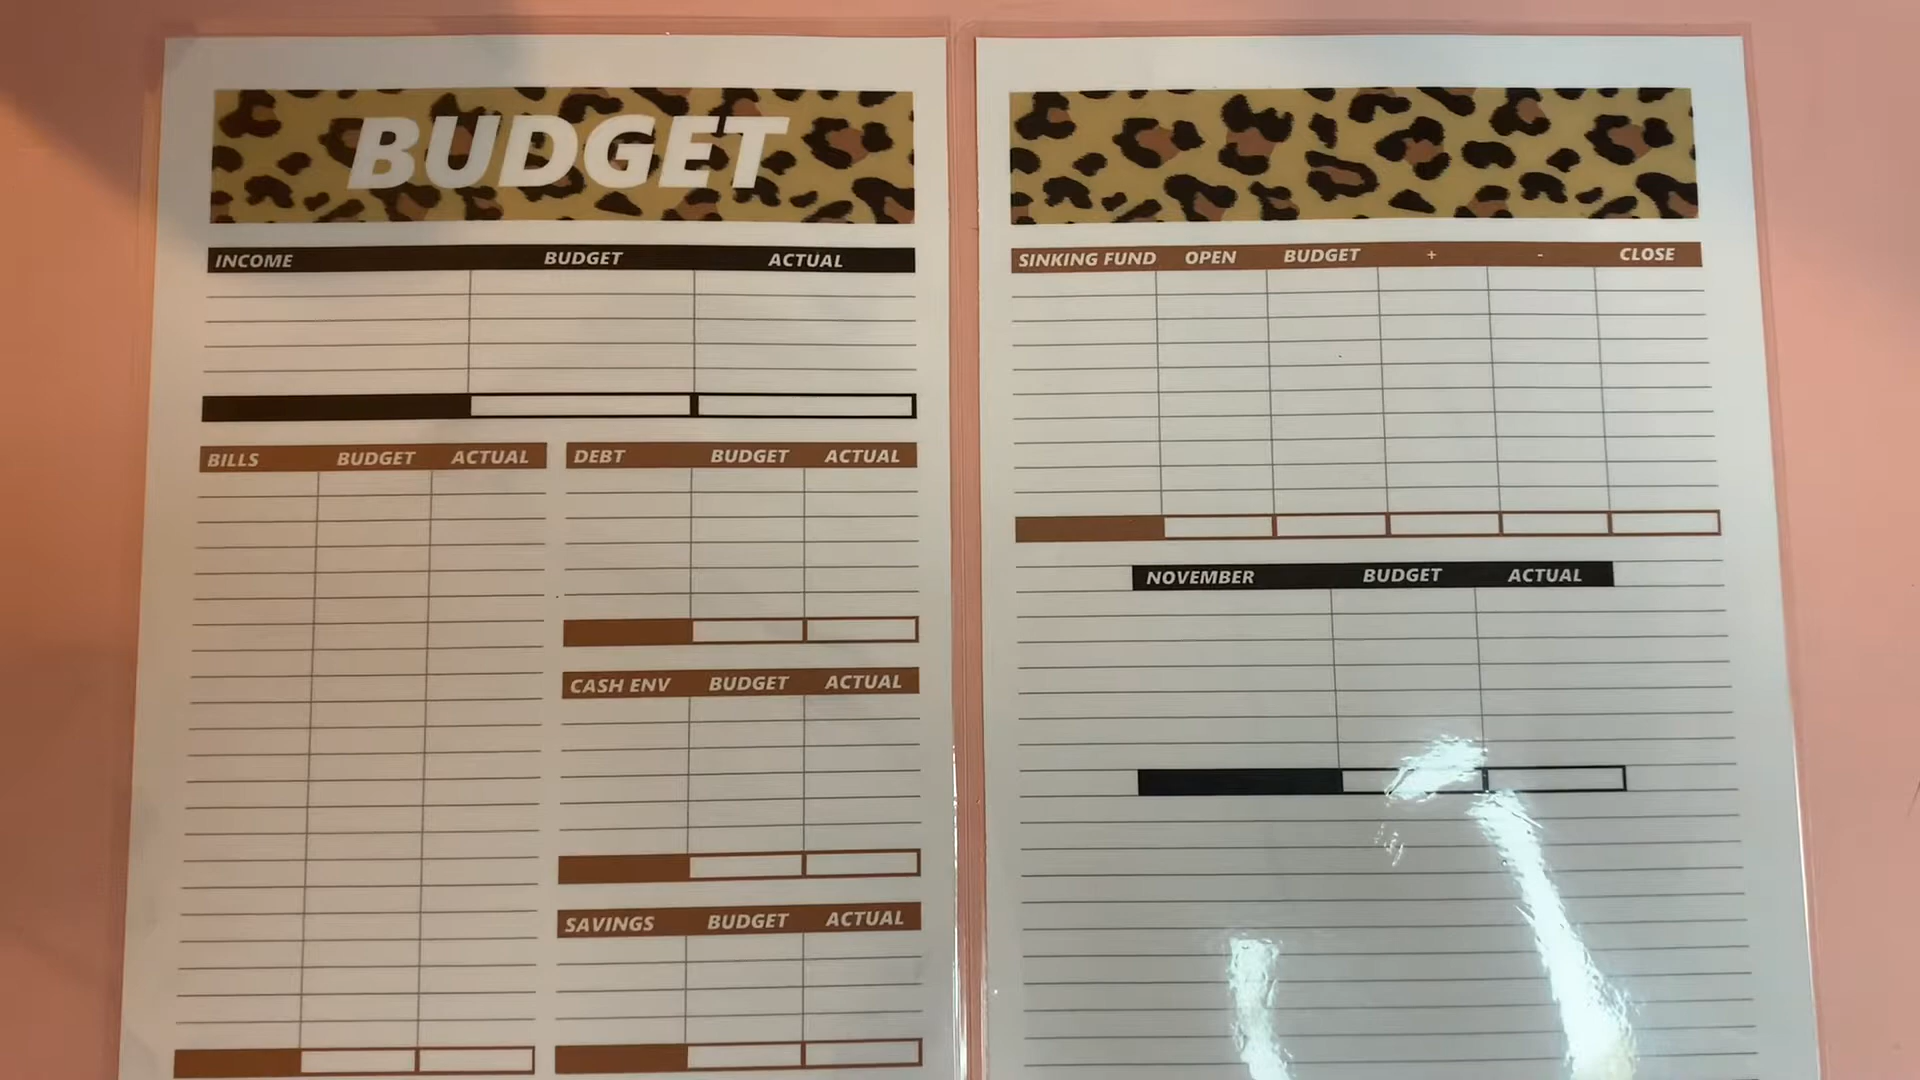 BUDGET
INCOME BUDGET ACTUAL
BILLS BUDGET ACTUAL
DEBT BUDGET ACTUAL
CASH ENV BUDGET ACTUAL
SAVINGS BUDGET ACTUAL
SINKING FUND OPEN BUDGET + - CLOSE
NOVEMBER BUDGET ACTUAL